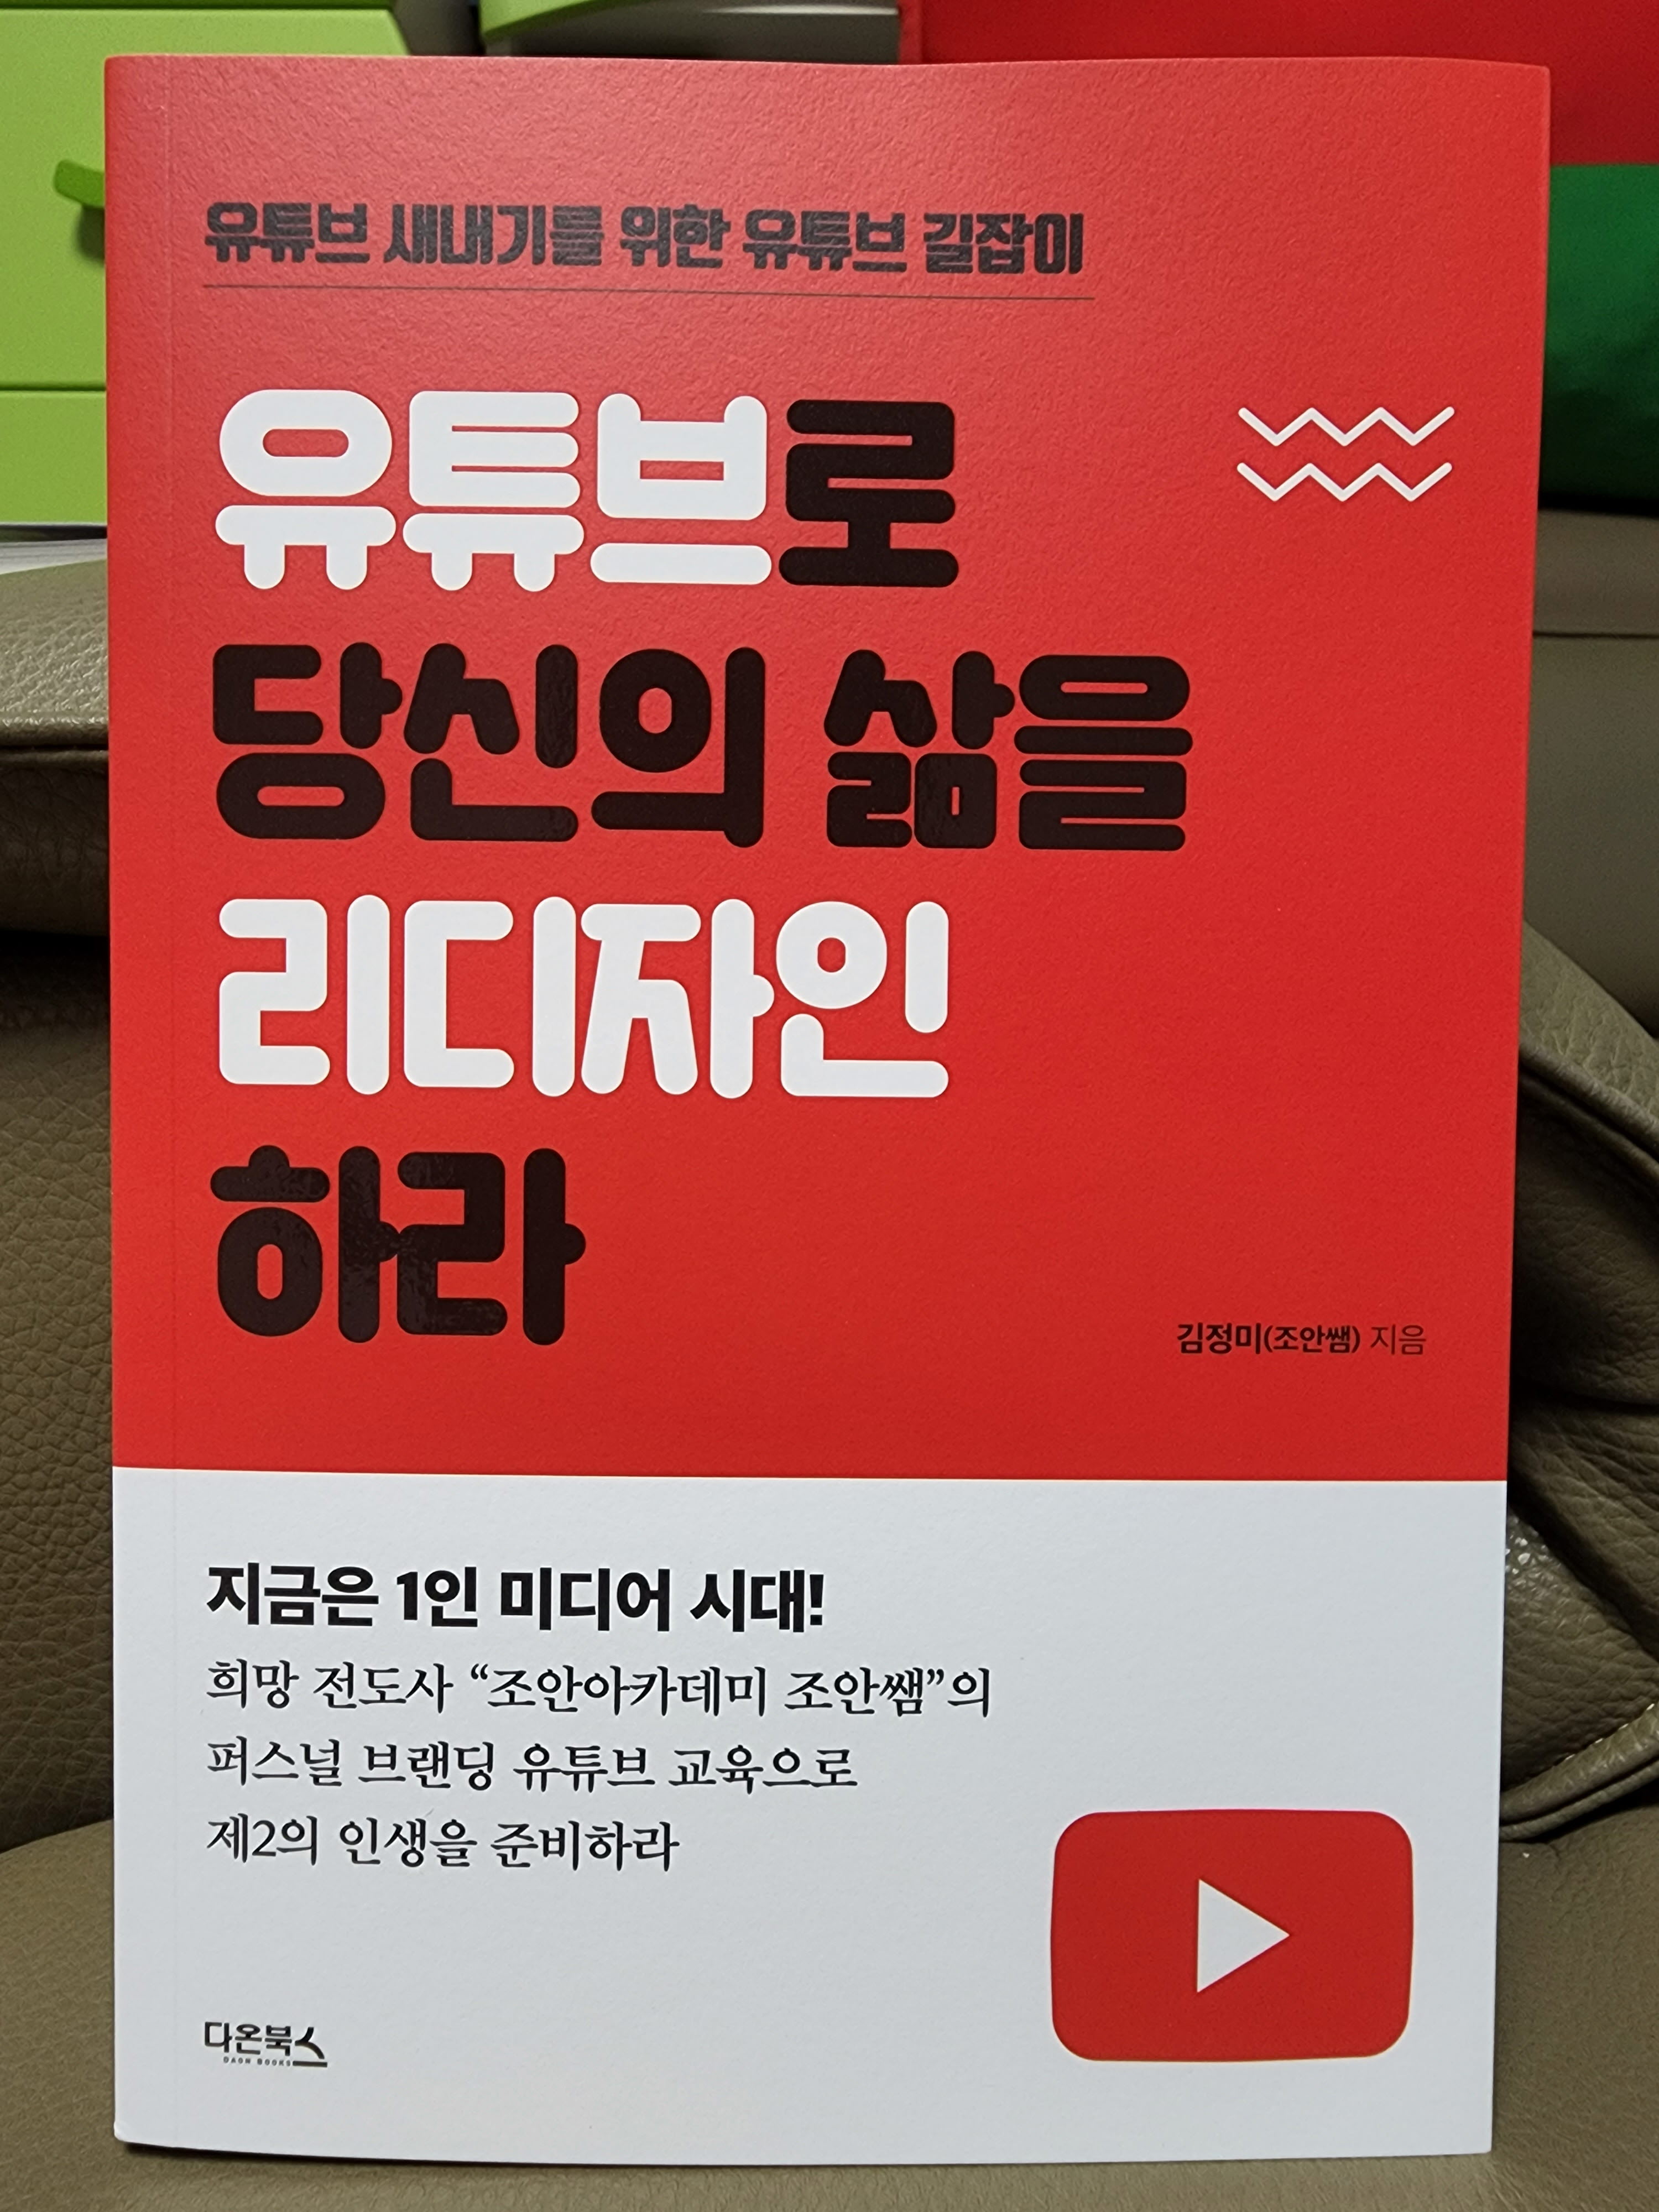 유튜브 새내기를 위한 유튜브 길잡이
유튜브로
당신의 삶을
리디자인
하라
김정미(조안쌤) 지음
지금은 1인 미디어 시대!
희망 전도사 “조안아카데미 조안쌤”의
퍼스널 브랜딩 유튜브 교육으로
제2의 인생을 준비하라
다온북스
DAON BOOKS